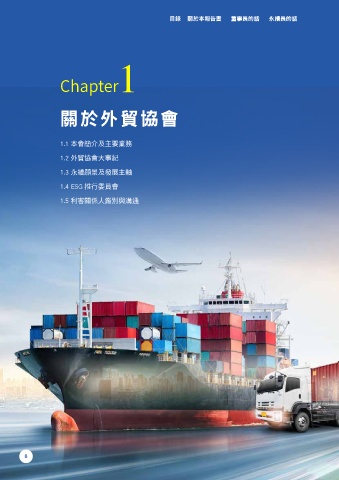 目錄 關於本報告書 董事長的話 永續長的話
Chapter 1
關於外貿協會
1.1 本會簡介及主要業務
1.2 外貿協會大事記
1.3 永續願景及發展主軸
1.4 ESG 推行委員會
1.5 利害關係人鑑別與溝通